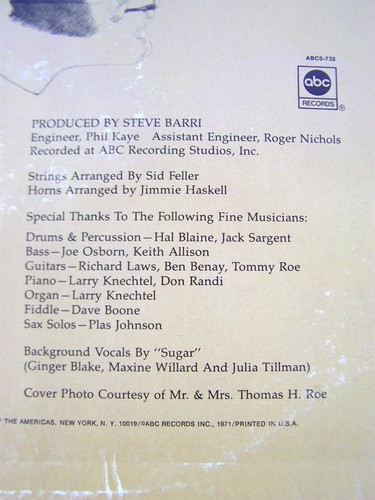 ABCS-732
abc
RECORDS
®
PRODUCED BY STEVE BARRI
Engineer, Phil Kaye Assistant Engineer, Roger Nichols
Recorded at ABC Recording Studios, Inc.
Strings Arranged By Sid Feller
Horns Arranged by Jimmie Haskell
Special Thanks To The Following Fine Musicians:
Drums & Percussion—Hal Blaine, Jack Sargent
Bass—Joe Osborn, Keith Allison
Guitars—Richard Laws, Ben Benay, Tommy Roe
Piano—Larry Knechtel, Don Randi
Organ—Larry Knechtel
Fiddle—Dave Boone
Sax Solos—Plas Johnson
Background Vocals By "Sugar"
(Ginger Blake, Maxine Willard And Julia Tillman)
Cover Photo Courtesy of Mr. & Mrs. Thomas H. Roe
THE AMERICAS, NEW YORK, N. Y. 10019/©ABC RECORDS INC., 1971/PRINTED IN U.S.A.